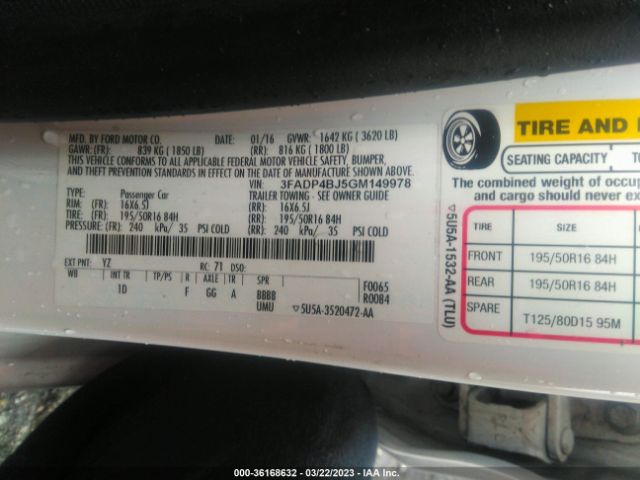 MFD. BY FORD MOTOR CO. DATE: 01/16 GVWR: 1642 KG ( 3620 LB)
GAWR: (FR): 839 KG ( 1850 LB) (RR): 816 KG ( 1800 LB)
THIS VEHICLE CONFORMS TO ALL APPLICABLE FEDERAL MOTOR VEHICLE SAFETY, BUMPER,
AND THEFT PREVENTION STANDARDS IN EFFECT ON THE DATE OF MANUFACTURE SHOWN ABOVE.
VIN: 3FADP4BJ5GM149978
TYPE: Passenger Car TRAILER TOWING - SEE OWNER GUIDE
RIM: (FR): 16X6.5J (RR): 16X6.5J
TIRE: (FR): 195/50R16 84H (RR): 195/50R16 84H
PRESSURE: (FR): 240 kPa/ 35 PSI COLD (RR): 240 kPa/ 35 PSI COLD
EXT PNT: YZ RC: 71 DSO:
WB INT TR TP/PS R AXLE TR SPR
1D F GG A BBBB
UMU
F0065
R0084
▽5U5A-3520472-AA
TIRE AND
SEATING CAPACITY
The combined weight of
and cargo should never
TIRE SIZE
FRONT 195/50R16 84H
REAR 195/50R16 84H
SPARE T125/80D15 95M
▽5U5A-1532-AA (TLU)
000-36168632 - 03/22/2023 - IAA Inc.